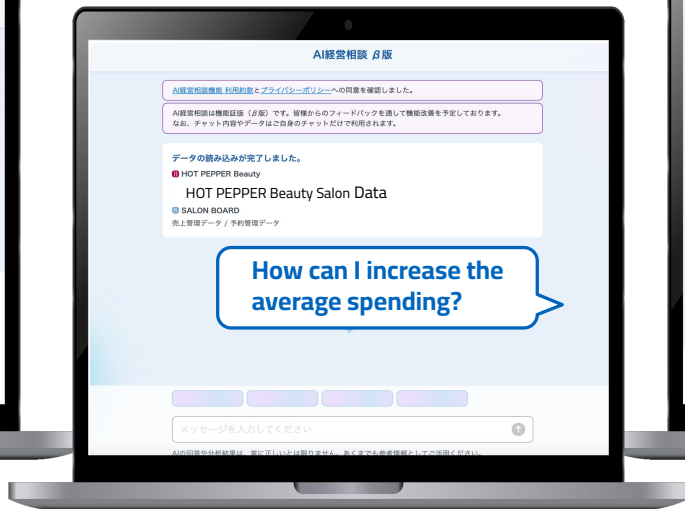 AI経営相談 β版
AI経営相談機能 利用約款とプライバシーポリシーへの同意を確認しました。
AI経営相談は機能証版（β版）です。皆様からのフィードバックを通して機能改善を予定しております。
なお、チャット内容やデータはご自身のチャットだけで利用されます。
データの読み込みが完了しました。
HOT PEPPER Beauty
HOT PEPPER Beauty Salon Data
SALON BOARD
売上管理データ / 予約管理データ
How can I increase the
average spending?
メッセージを入力してください
AIの回答や分析結果は、常に正しいとは限りません。あくまでも参考情報としてご活用ください。